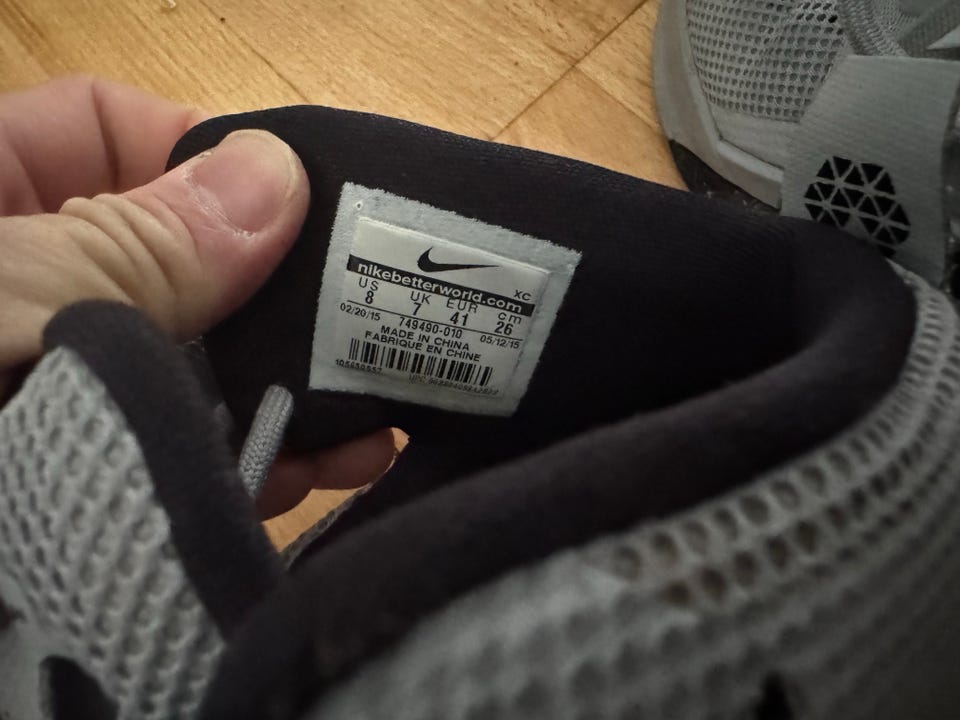 nikebetterworld.com
XC
US UK EUR cm
8 7 41 26
02/20/15 749490-010 05/12/15
MADE IN CHINA
FABRIQUE EN CHINE